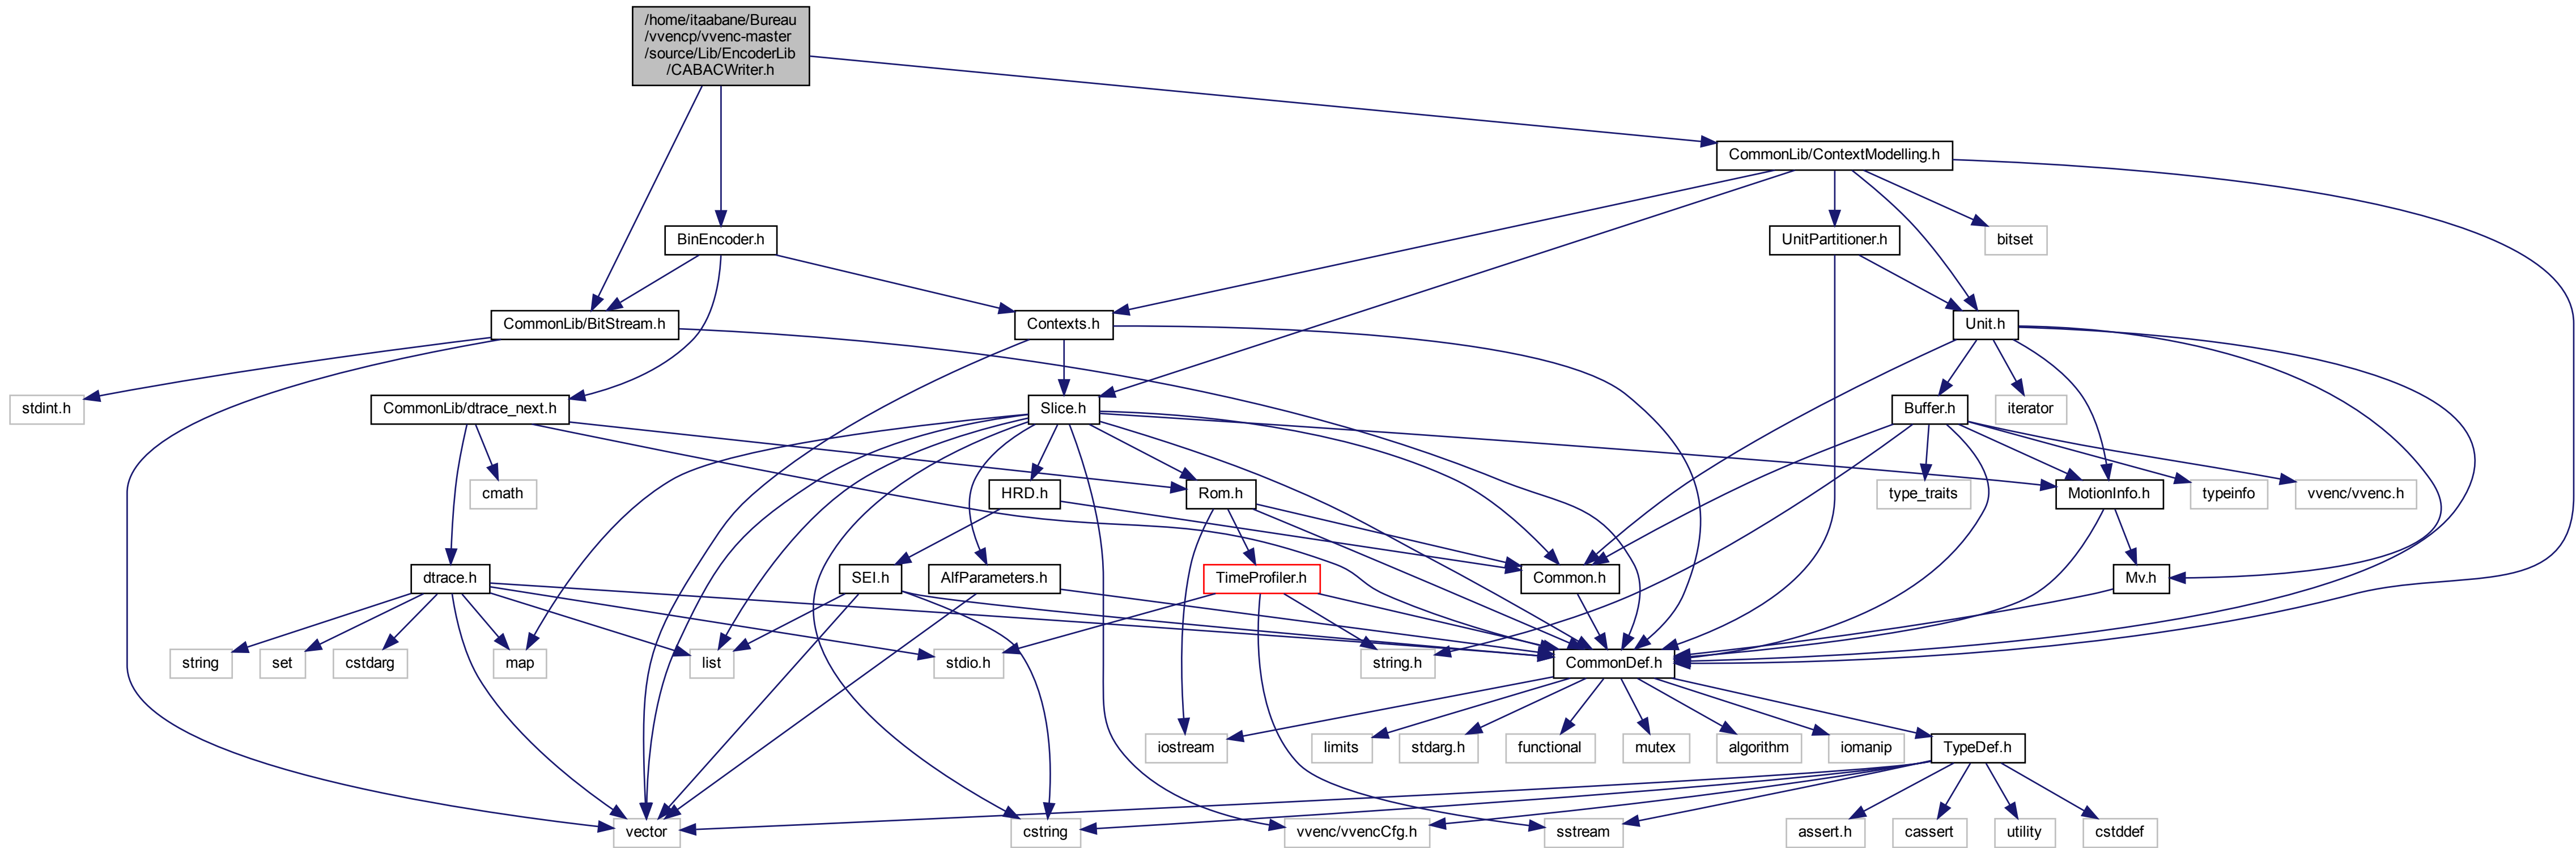 /home/itaabane/Bureau
/vvencp/vvenc-master
/source/Lib/EncoderLib
/CABACWriter.h
CommonLib/ContextModelling.h
BinEncoder.h
UnitPartitioner.h
bitset
CommonLib/BitStream.h
Contexts.h
Unit.h
stdint.h
CommonLib/dtrace_next.h
Slice.h
Buffer.h
iterator
cmath
HRD.h
Rom.h
type_traits
MotionInfo.h
typeinfo
vvenc/vvenc.h
dtrace.h
SEI.h
AlfParameters.h
TimeProfiler.h
Common.h
Mv.h
string
set
cstdarg
map
list
stdio.h
string.h
CommonDef.h
iostream
limits
stdarg.h
functional
mutex
algorithm
iomanip
TypeDef.h
vector
cstring
vvenc/vvencCfg.h
sstream
assert.h
cassert
utility
cstddef